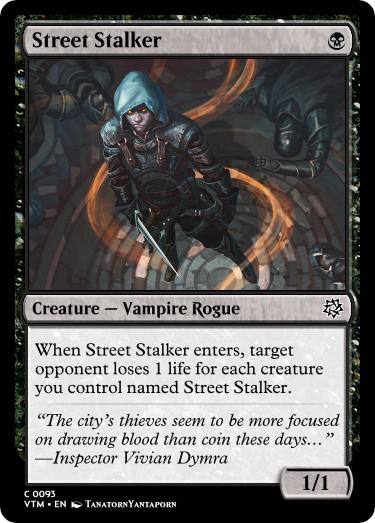 Street Stalker
Creature — Vampire Rogue
When Street Stalker enters, target
opponent loses 1 life for each creature
you control named Street Stalker.
“The city’s thieves seem to be more focused
on drawing blood than coin these days…”
—Inspector Vivian Dymra
1/1
C 0093
VTM • EN TanatornYantaporn